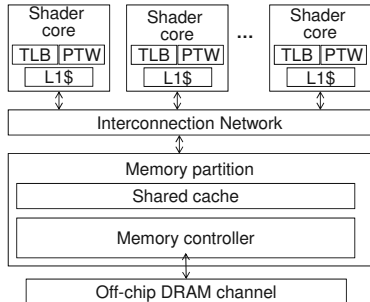 Shader core
TLB PTW
L1$
Shader core
TLB PTW
L1$
...
Shader core
TLB PTW
L1$
Interconnection Network
Memory partition
Shared cache
Memory controller
Off-chip DRAM channel